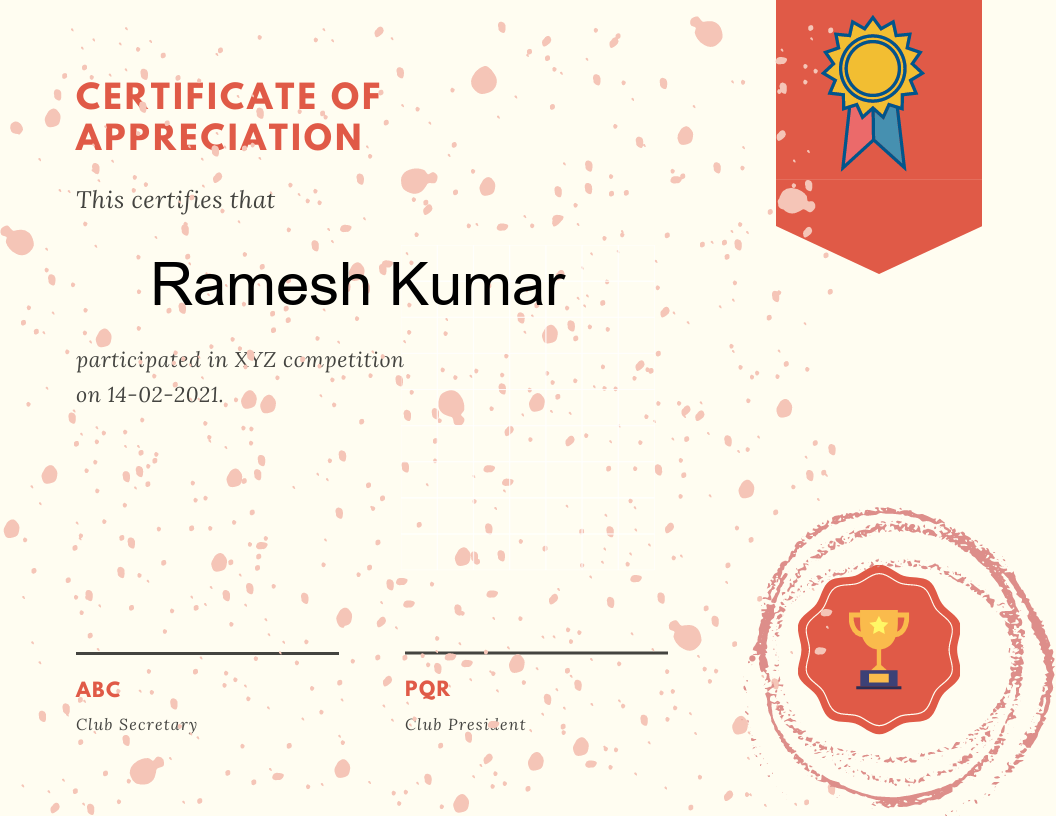 CERTIFICATE OF
APPRECIATION
This certifies that
Ramesh Kumar
participated in XYZ competition
on 14-02-2021.
ABC
PQR
Club Secretary
Club President